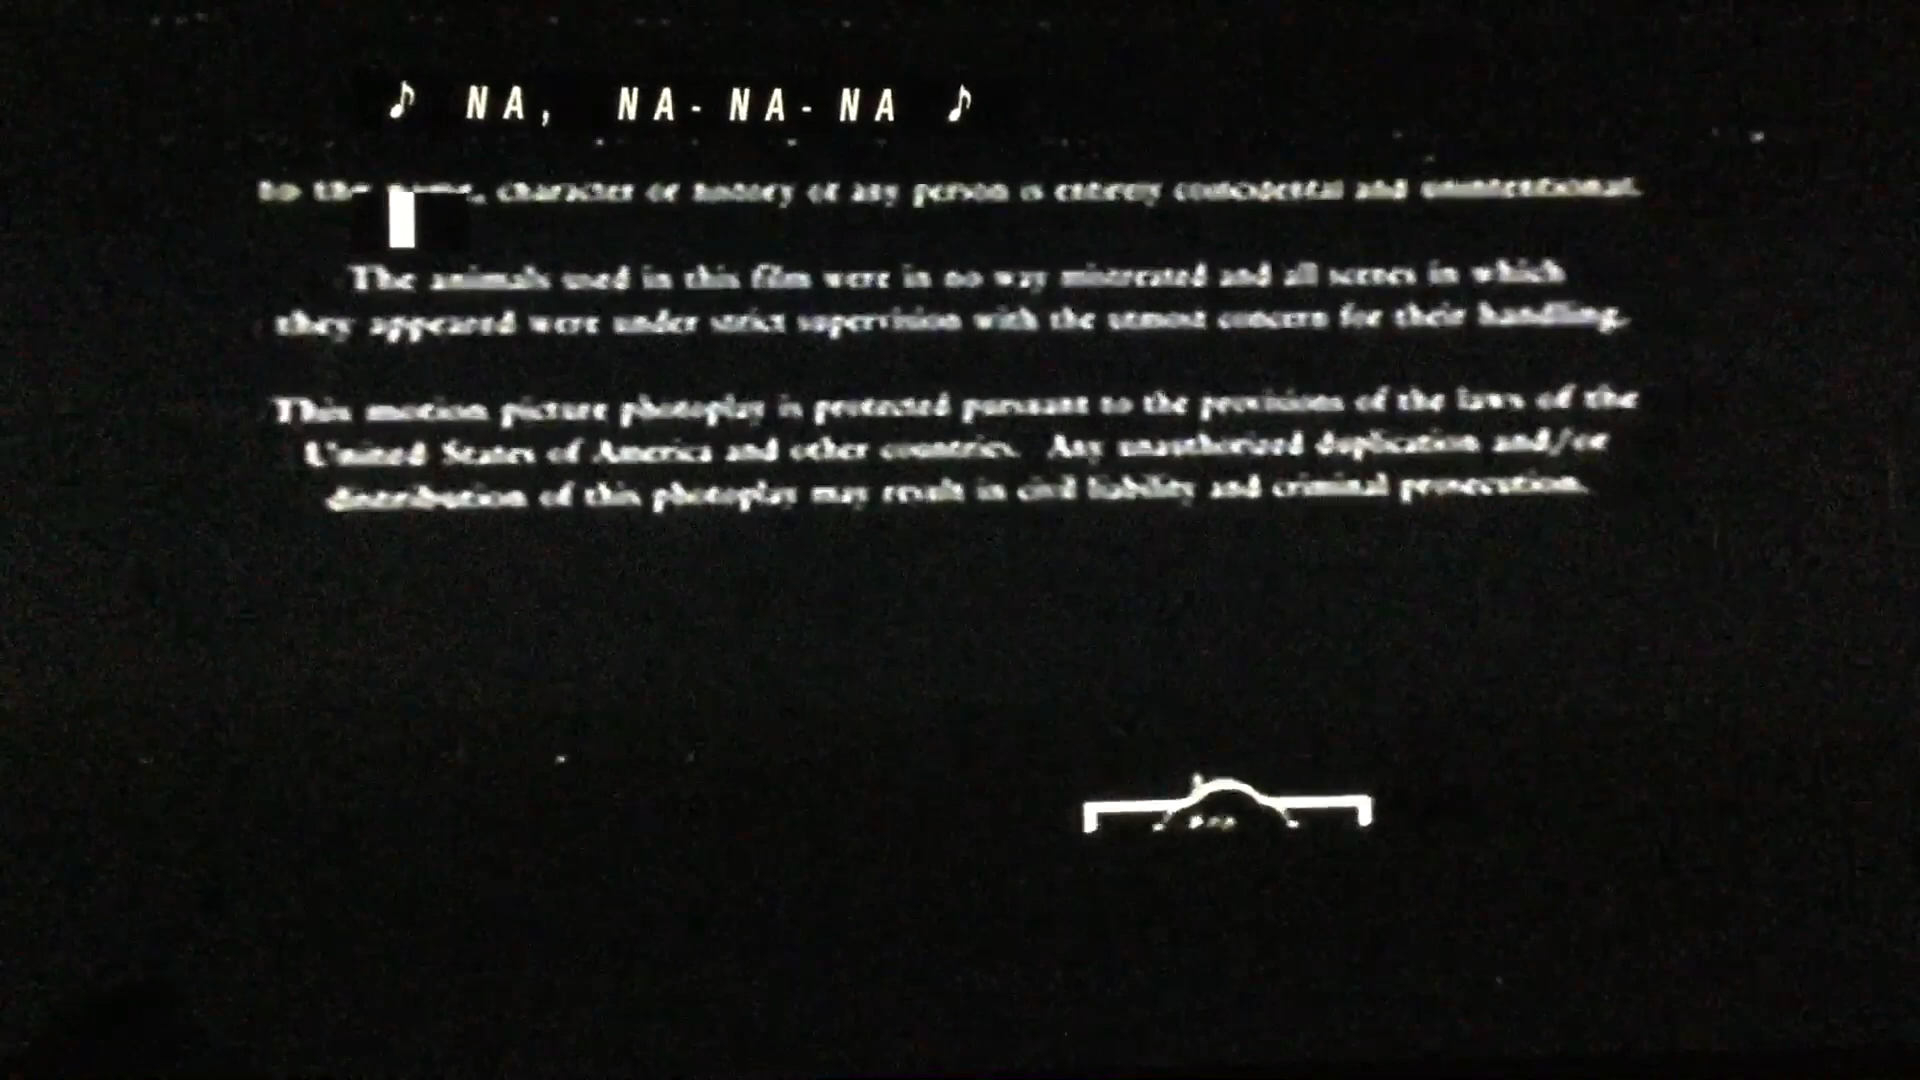 ♪ NA, NA-NA-NA ♪
to the , character or history of any person is entirely coincidental and unintentional.
The animals used in this film were in no way mistreated and all scenes in which
they appeared were under strict supervision with the utmost concern for their handling.
This motion picture photoplay is protected pursuant to the provisions of the laws of the
United States of America and other countries. Any unauthorized duplication and/or
distribution of this photoplay may result in civil liability and criminal prosecution.